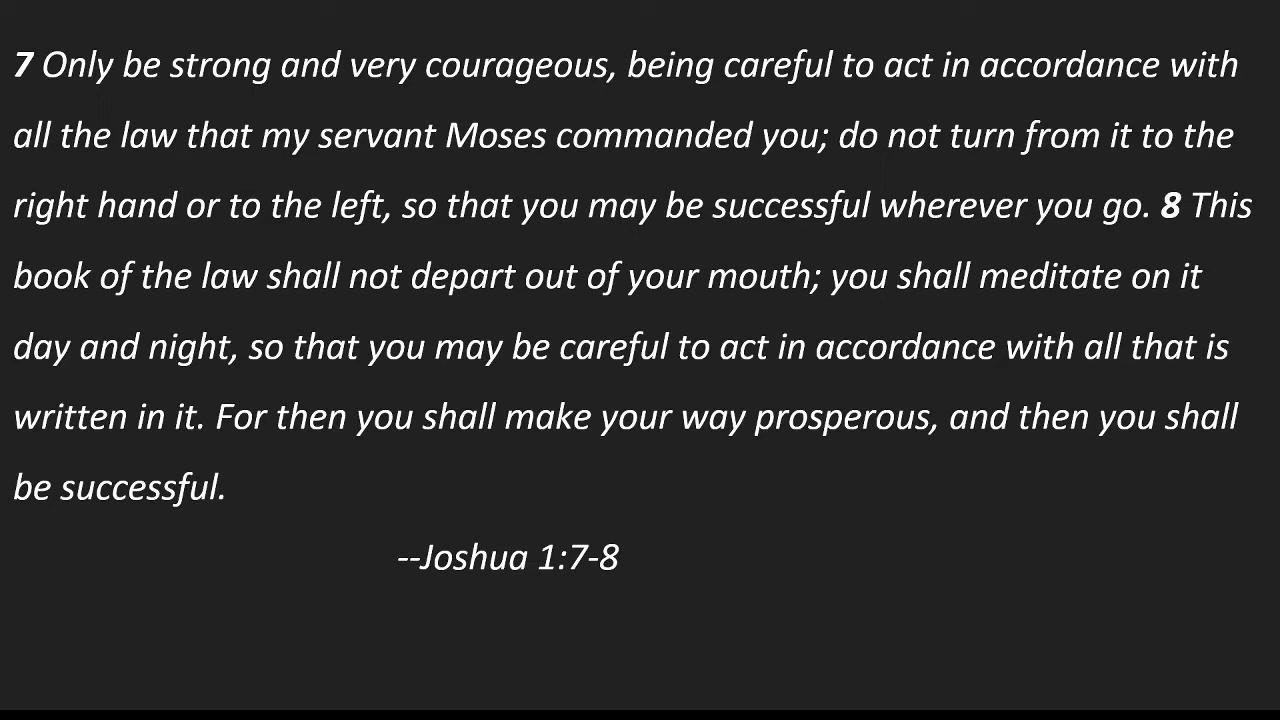 7 Only be strong and very courageous, being careful to act in accordance with
all the law that my servant Moses commanded you; do not turn from it to the
right hand or to the left, so that you may be successful wherever you go. 8 This
book of the law shall not depart out of your mouth; you shall meditate on it
day and night, so that you may be careful to act in accordance with all that is
written in it. For then you shall make your way prosperous, and then you shall
be successful.
--Joshua 1:7-8